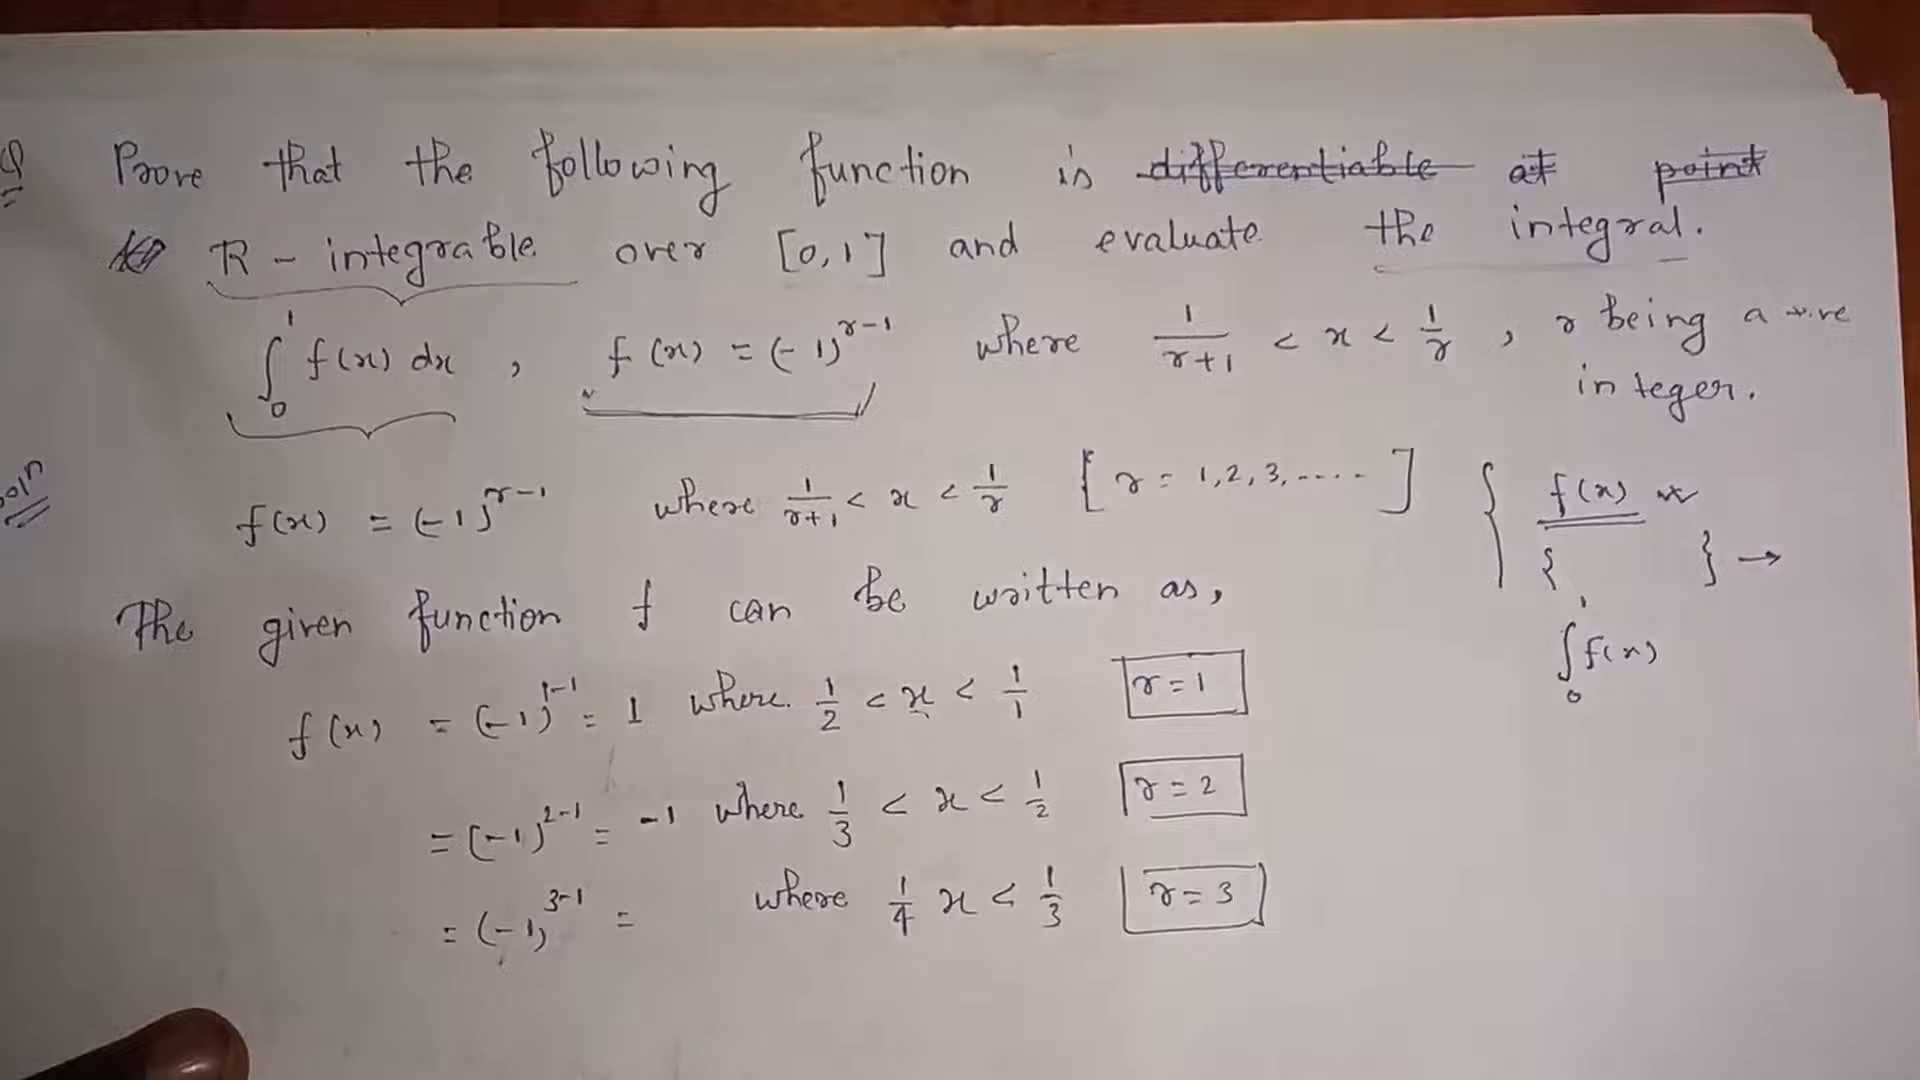 Q Prove that the following function is differentiable at point
R - integrable over [0,1] and evaluate the integral.
∫₀¹ f(x) dx , f(x) = (-1)^{r-1} where 1/(r+1) < x < 1/r , r being a +ive
integer.
Soln f(x) = (-1)^{r-1} where 1/(r+1) < x < 1/r [r = 1,2,3,.....] { f(x)
{ } →
The given function f can be written as,
∫₀¹ f(x)
f(x) = (-1)^{1-1} = 1 where. 1/2 < x < 1/1 r=1
= (-1)^{2-1} = -1 where 1/3 < x < 1/2 r=2
= (-1)^{3-1} = where 1/4 x < 1/3 r=3